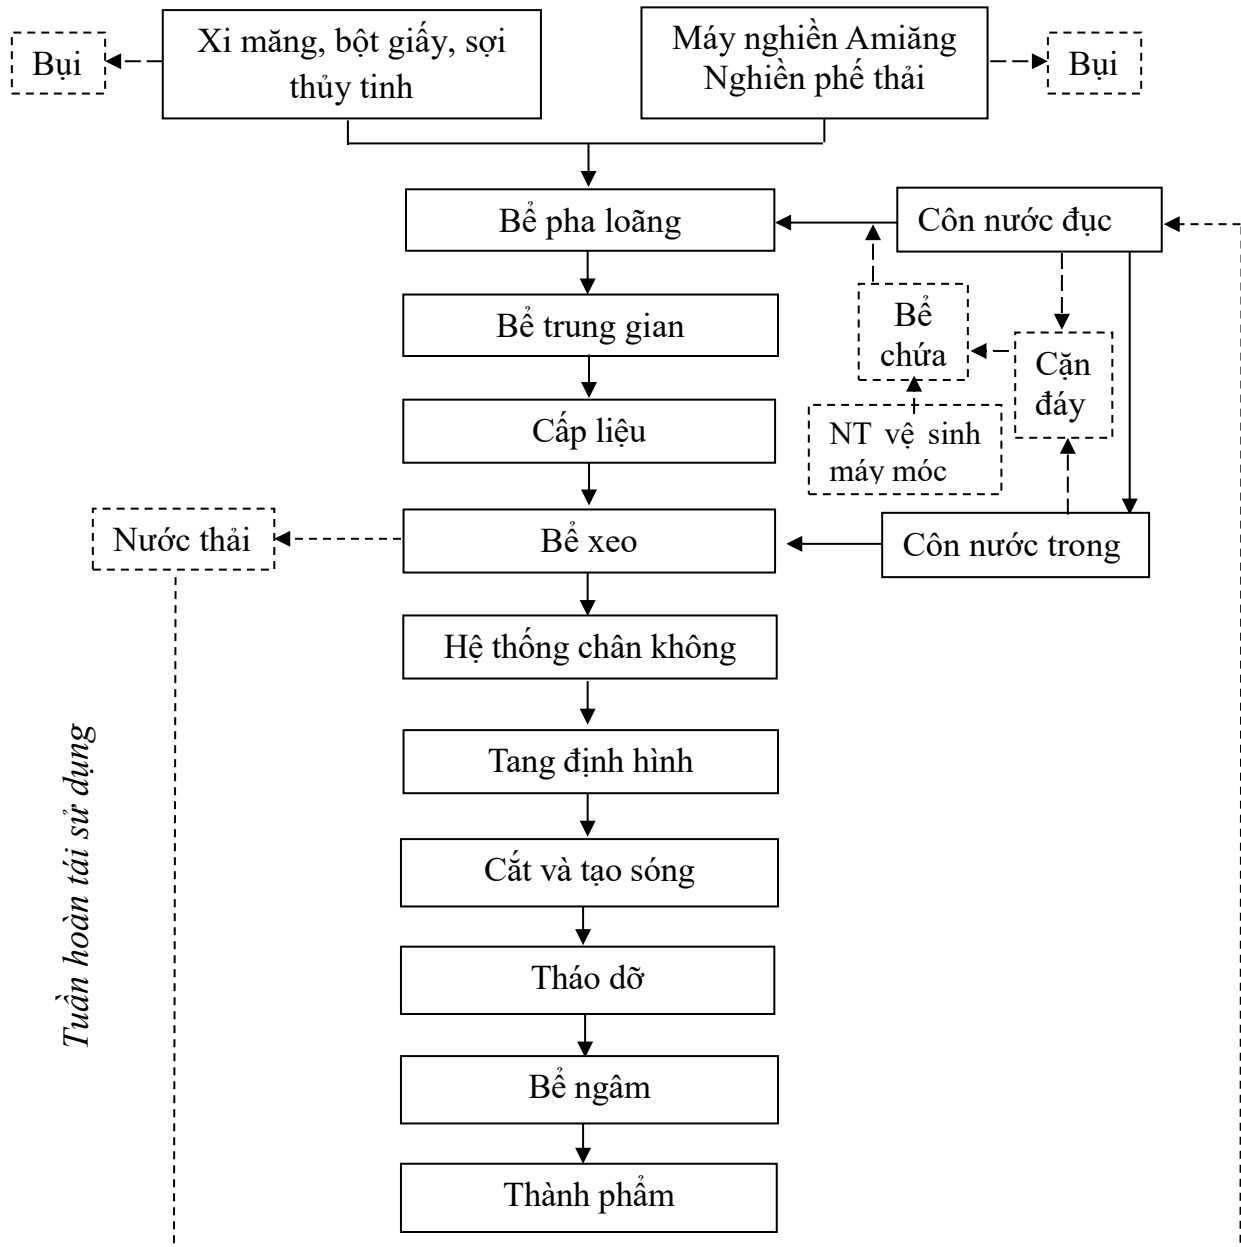 Bụi
Xi măng, bột giấy, sợi
thủy tinh
Máy nghiền Amiăng
Nghiền phế thải
Bụi
Bể pha loãng
Côn nước đục
Bể trung gian
Bể
chứa
Cặn
đáy
Cấp liệu
NT vệ sinh
máy móc
Nước thải
Bể xeo
Côn nước trong
Hệ thống chân không
Tang định hình
Tuần hoàn tái sử dụng
Cắt và tạo sóng
Tháo dỡ
Bể ngâm
Thành phẩm